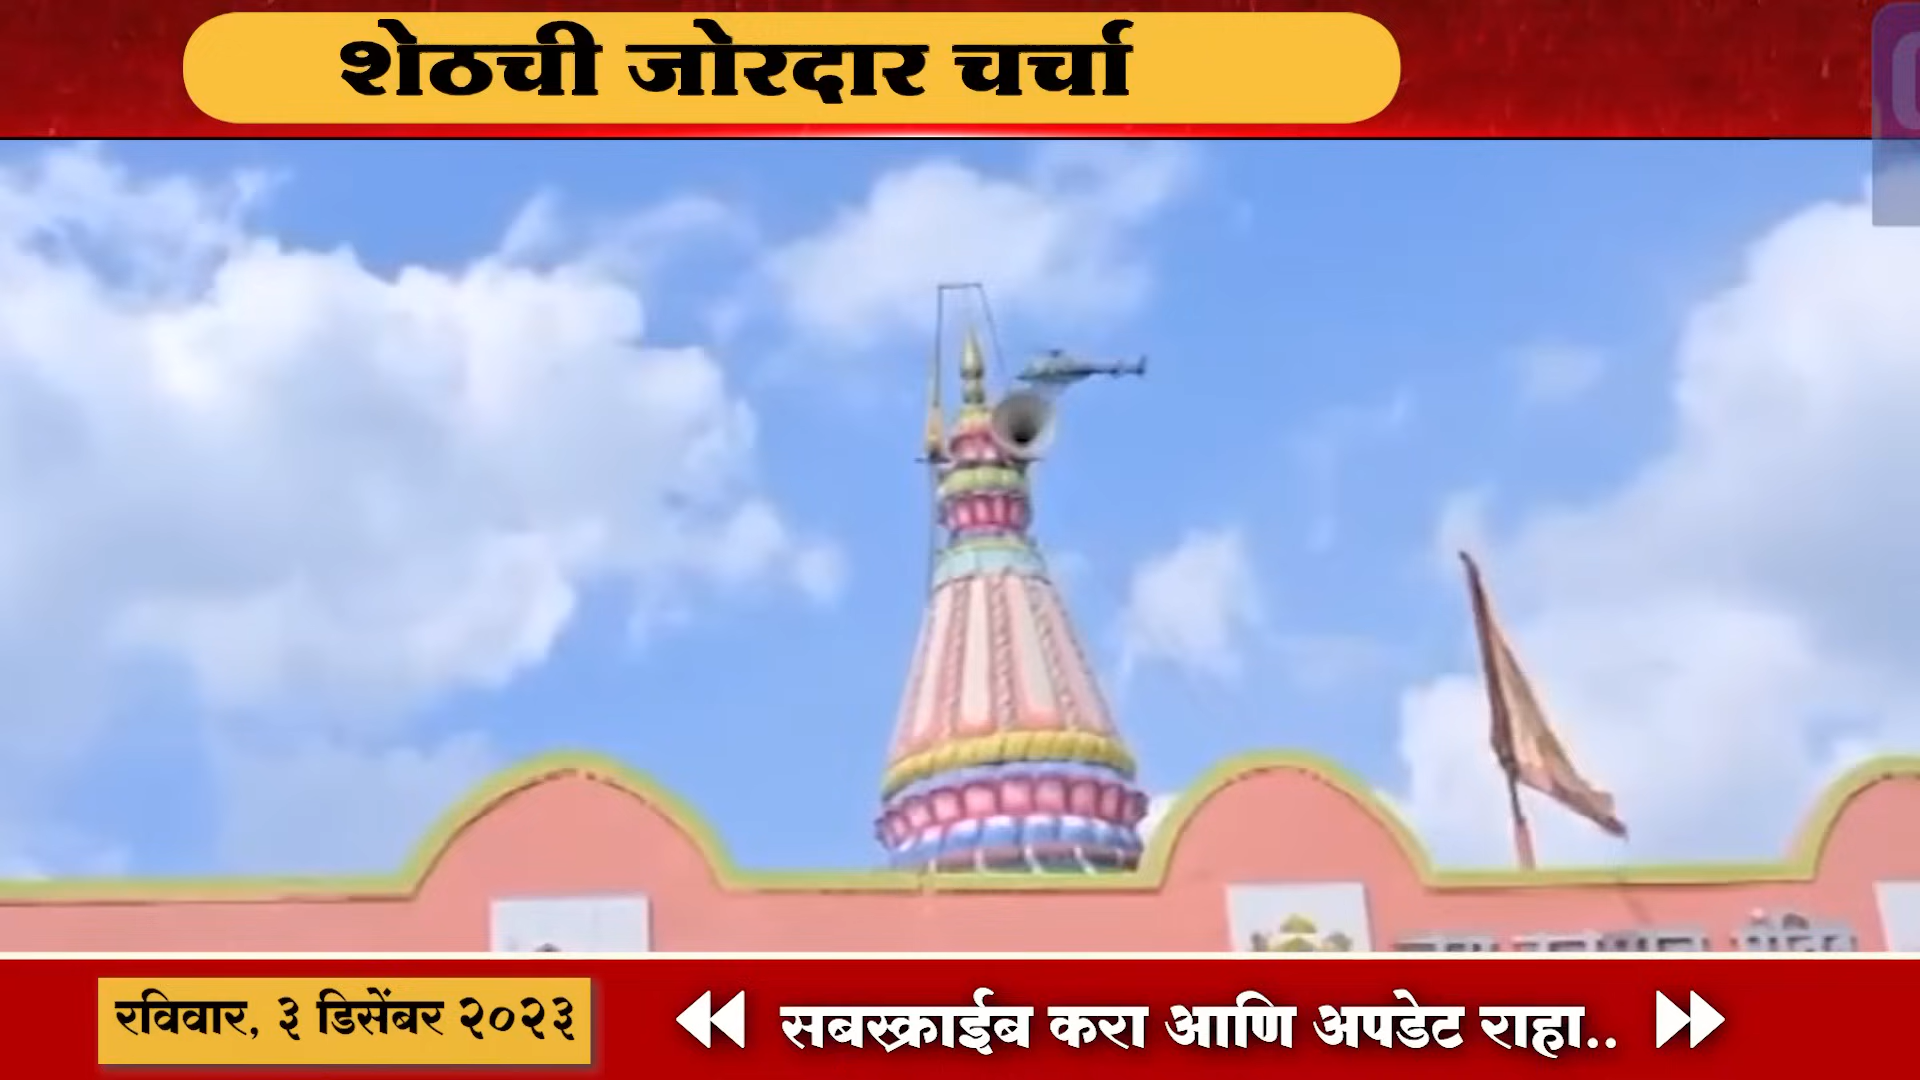 शेठची जोरदार चर्चा
रविवार, ३ डिसेंबर २०२३
सबस्क्राईब करा आणि अपडेट राहा..